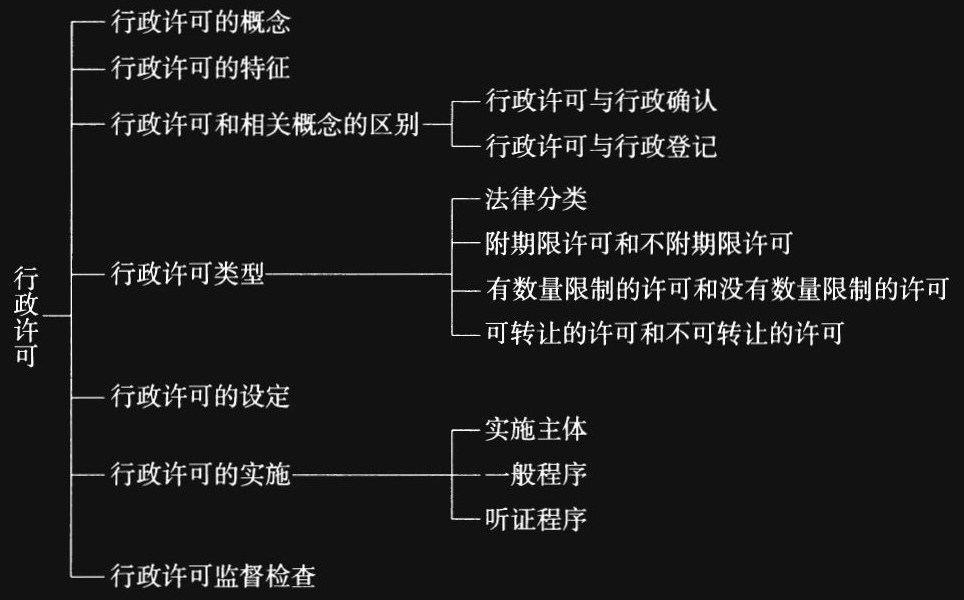 行政许可
行政许可的概念
行政许可的特征
行政许可和相关概念的区别
行政许可与行政确认
行政许可与行政登记
行政许可类型
法律分类
附期限许可和不附期限许可
有数量限制的许可和没有数量限制的许可
可转让的许可和不可转让的许可
行政许可的设定
行政许可的实施
实施主体
一般程序
听证程序
行政许可监督检查